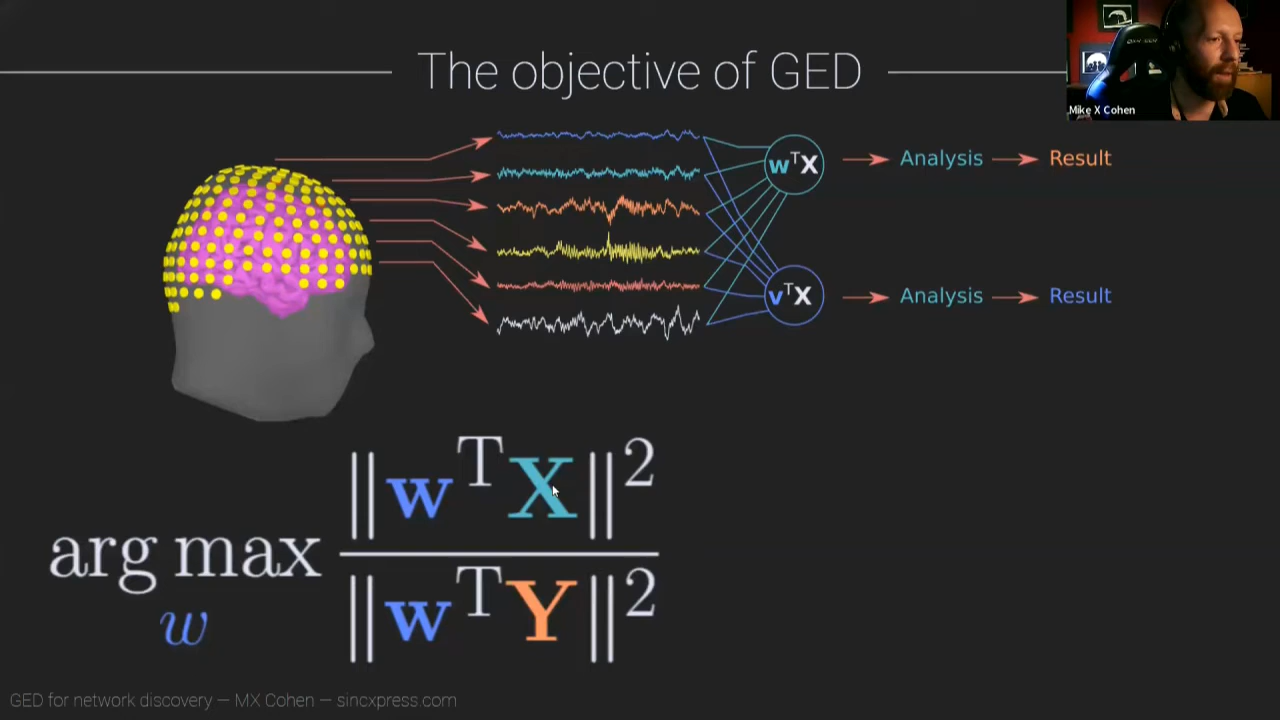 The objective of GED
Mike X Cohen
wᵀX → Analysis → Result
vᵀX → Analysis → Result
arg max
w
||wᵀX||²
||wᵀY||²
GED for network discovery — MX Cohen — sincxpress.com